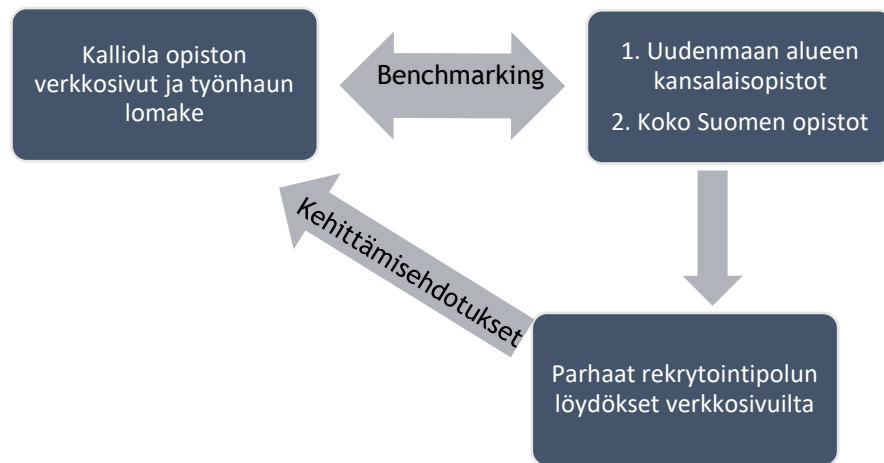 Kalliola opiston
verkkosivut ja työnhaun
lomake
Benchmarking
1. Uudenmaan alueen
kansalaisopistot
2. Koko Suomen opistot
Kehittämisehdotukset
Parhaat rekrytointipolun
löydökset verkkosivuilta